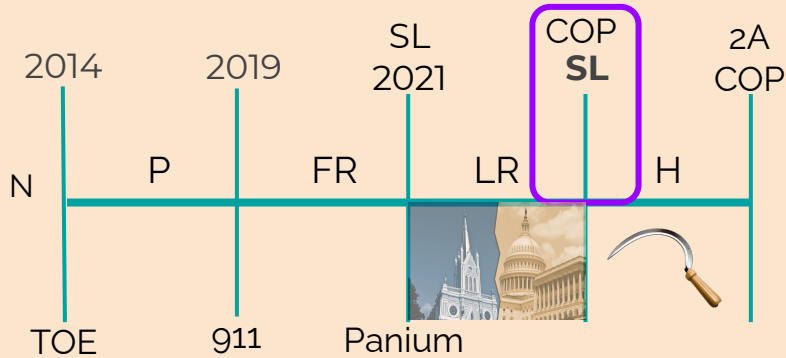 2014
2019
SL
2021
COP
SL
2A
COP
N
P
FR
LR
H
TOE
911
Panium